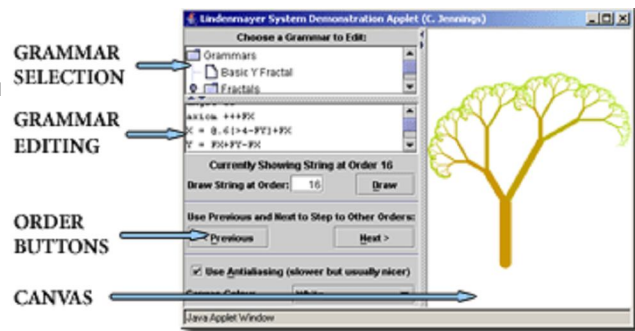 Lindenmayer System Demonstration Applet (C. Jennings)
Choose a Grammar to Edit:
Grammars
Basic Y Fractal
Fractals
GRAMMAR
SELECTION
axiom +++FX
X = 0.6[>4-FY]+FX
Y = FX+FY-FX
GRAMMAR
EDITING
Currently Showing String at Order 16
Draw String at Order: 16 Draw
Use Previous and Next to Step to Other Orders:
< Previous Next >
ORDER
BUTTONS
Use Antialiasing (slower but usually nicer)
CANVAS
Canvas Colour White
Java Applet Window